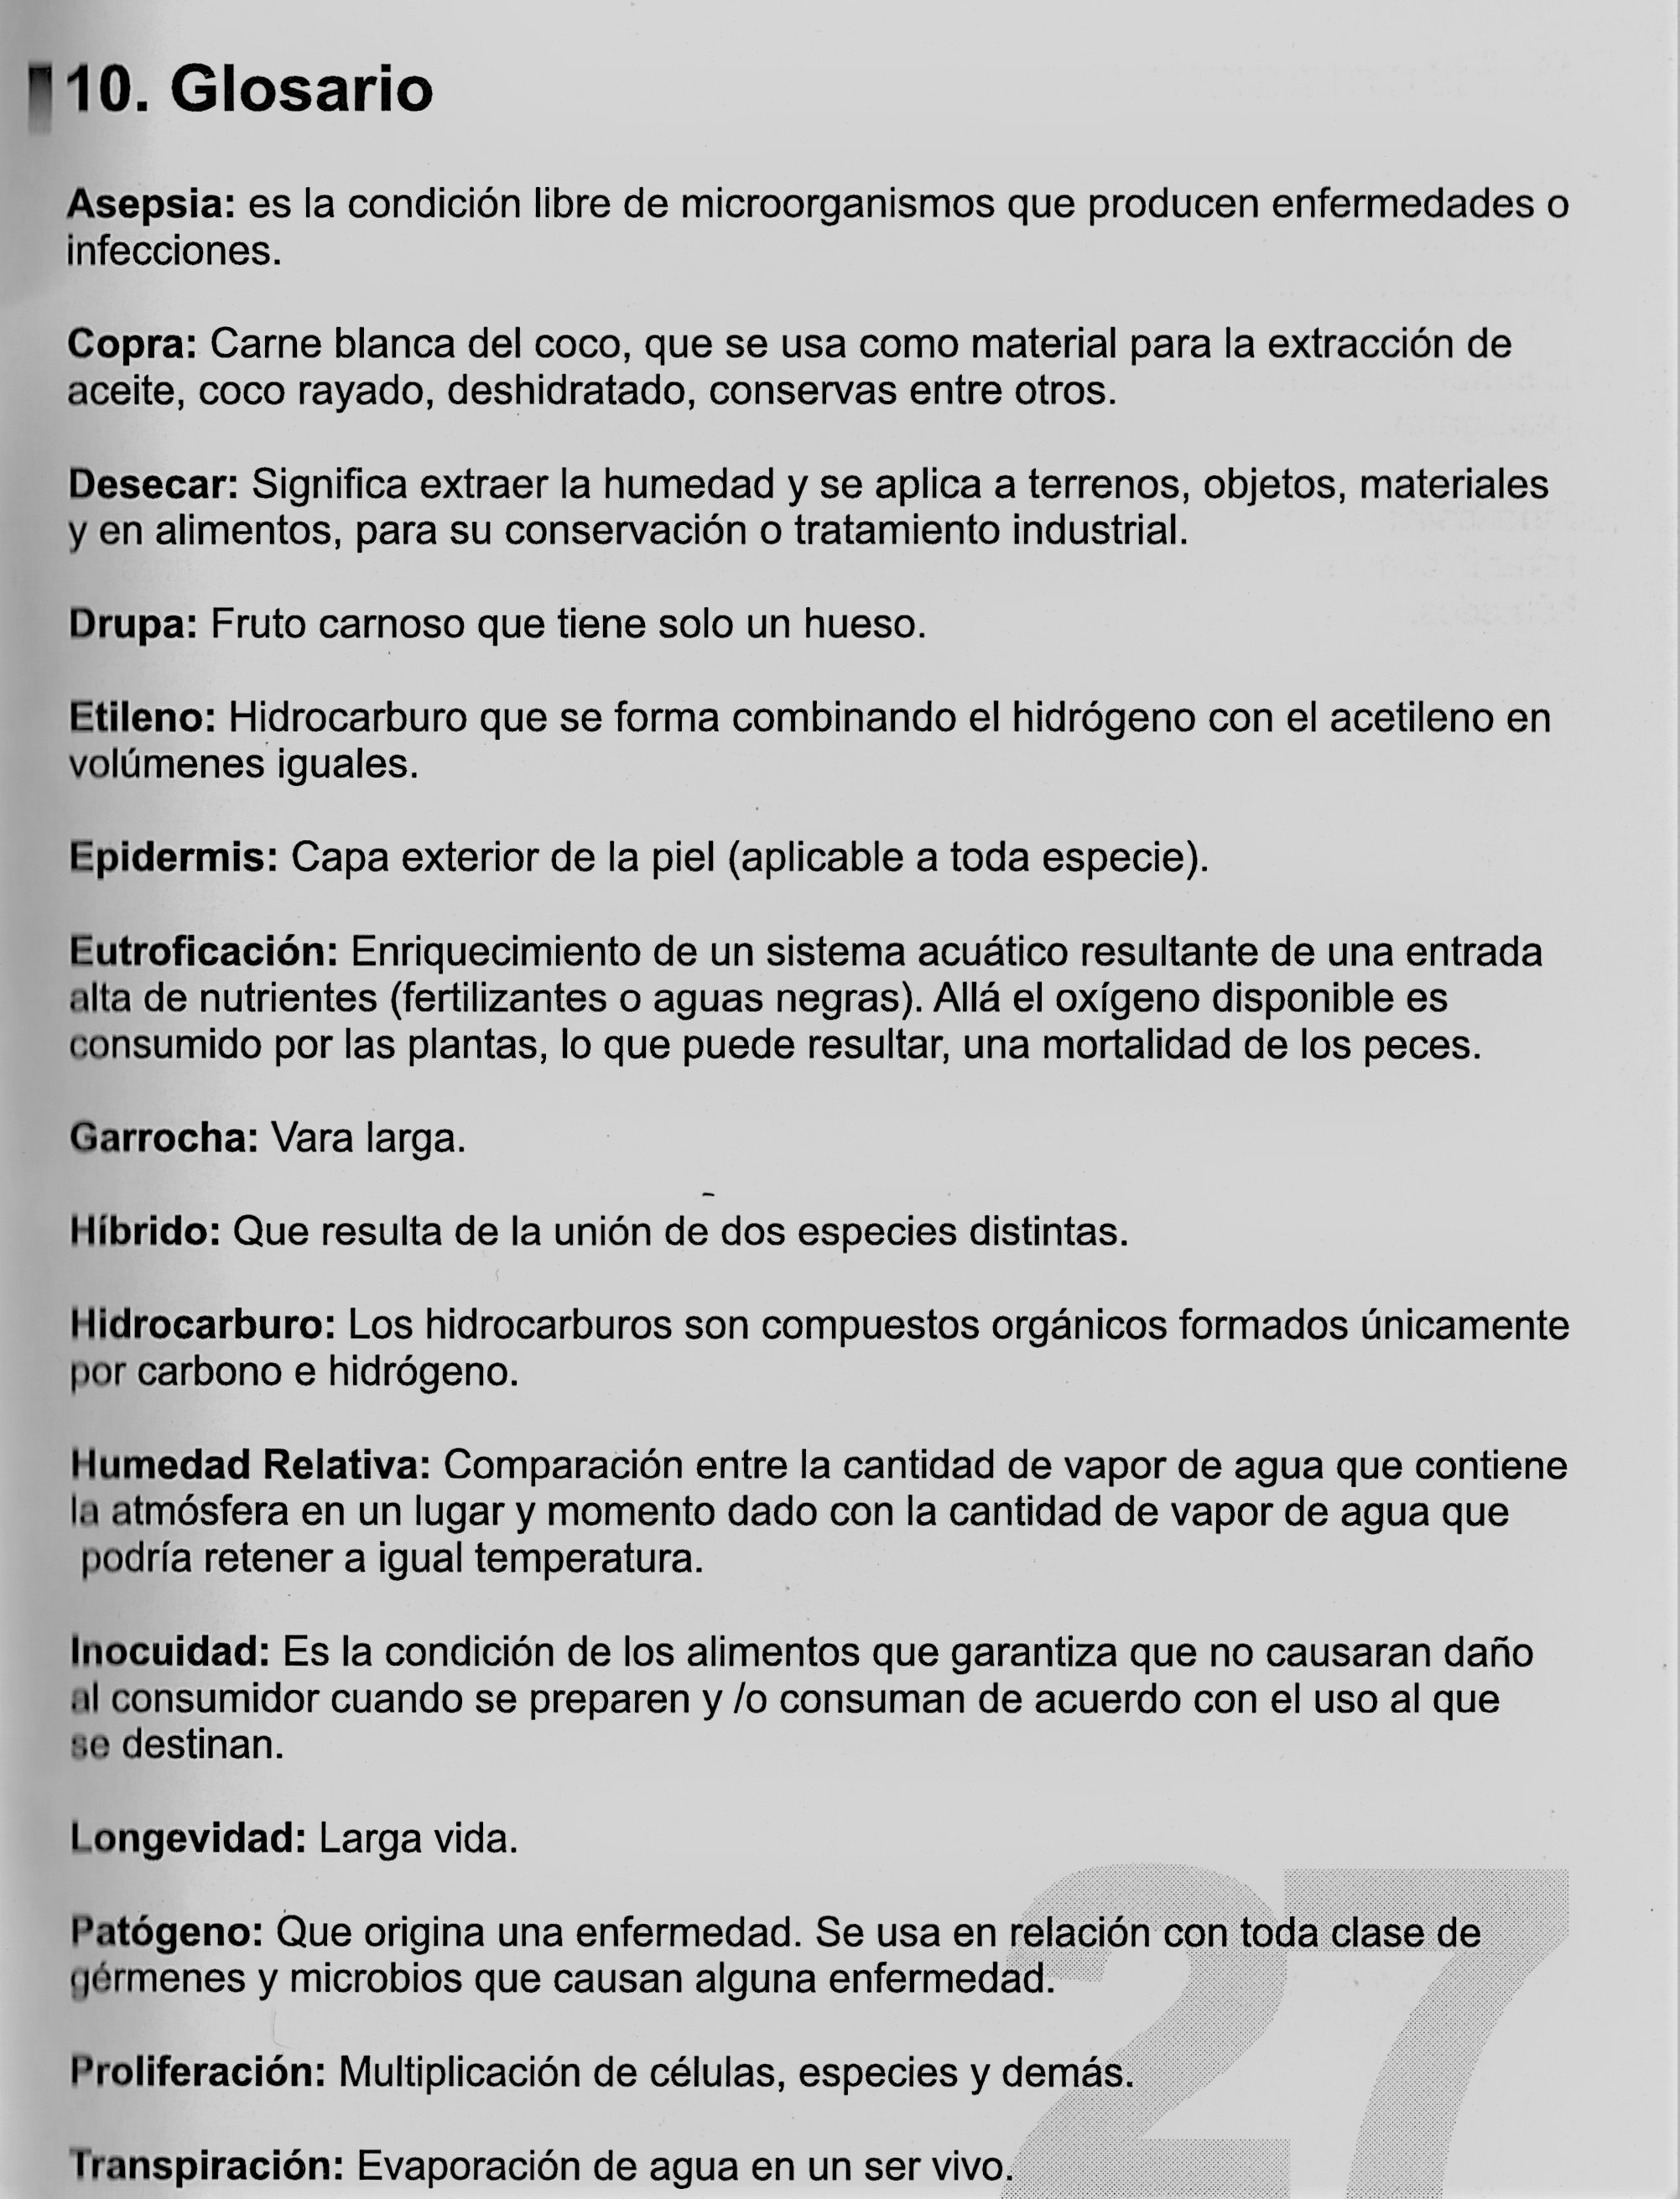 10. Glosario
Asepsia: es la condición libre de microorganismos que producen enfermedades o
infecciones.
Copra: Carne blanca del coco, que se usa como material para la extracción de
aceite, coco rayado, deshidratado, conservas entre otros.
Desecar: Significa extraer la humedad y se aplica a terrenos, objetos, materiales
y en alimentos, para su conservación o tratamiento industrial.
Drupa: Fruto carnoso que tiene solo un hueso.
Etileno: Hidrocarburo que se forma combinando el hidrógeno con el acetileno en
volúmenes iguales.
Epidermis: Capa exterior de la piel (aplicable a toda especie).
Eutroficación: Enriquecimiento de un sistema acuático resultante de una entrada
alta de nutrientes (fertilizantes o aguas negras). Allá el oxígeno disponible es
consumido por las plantas, lo que puede resultar, una mortalidad de los peces.
Garrocha: Vara larga.
Híbrido: Que resulta de la unión de dos especies distintas.
Hidrocarburo: Los hidrocarburos son compuestos orgánicos formados únicamente
por carbono e hidrógeno.
Humedad Relativa: Comparación entre la cantidad de vapor de agua que contiene
la atmósfera en un lugar y momento dado con la cantidad de vapor de agua que
podría retener a igual temperatura.
Inocuidad: Es la condición de los alimentos que garantiza que no causaran daño
al consumidor cuando se preparen y /o consuman de acuerdo con el uso al que
se destinan.
Longevidad: Larga vida.
Patógeno: Que origina una enfermedad. Se usa en relación con toda clase de
gérmenes y microbios que causan alguna enfermedad.
Proliferación: Multiplicación de células, especies y demás.
Transpiración: Evaporación de agua en un ser vivo.
27